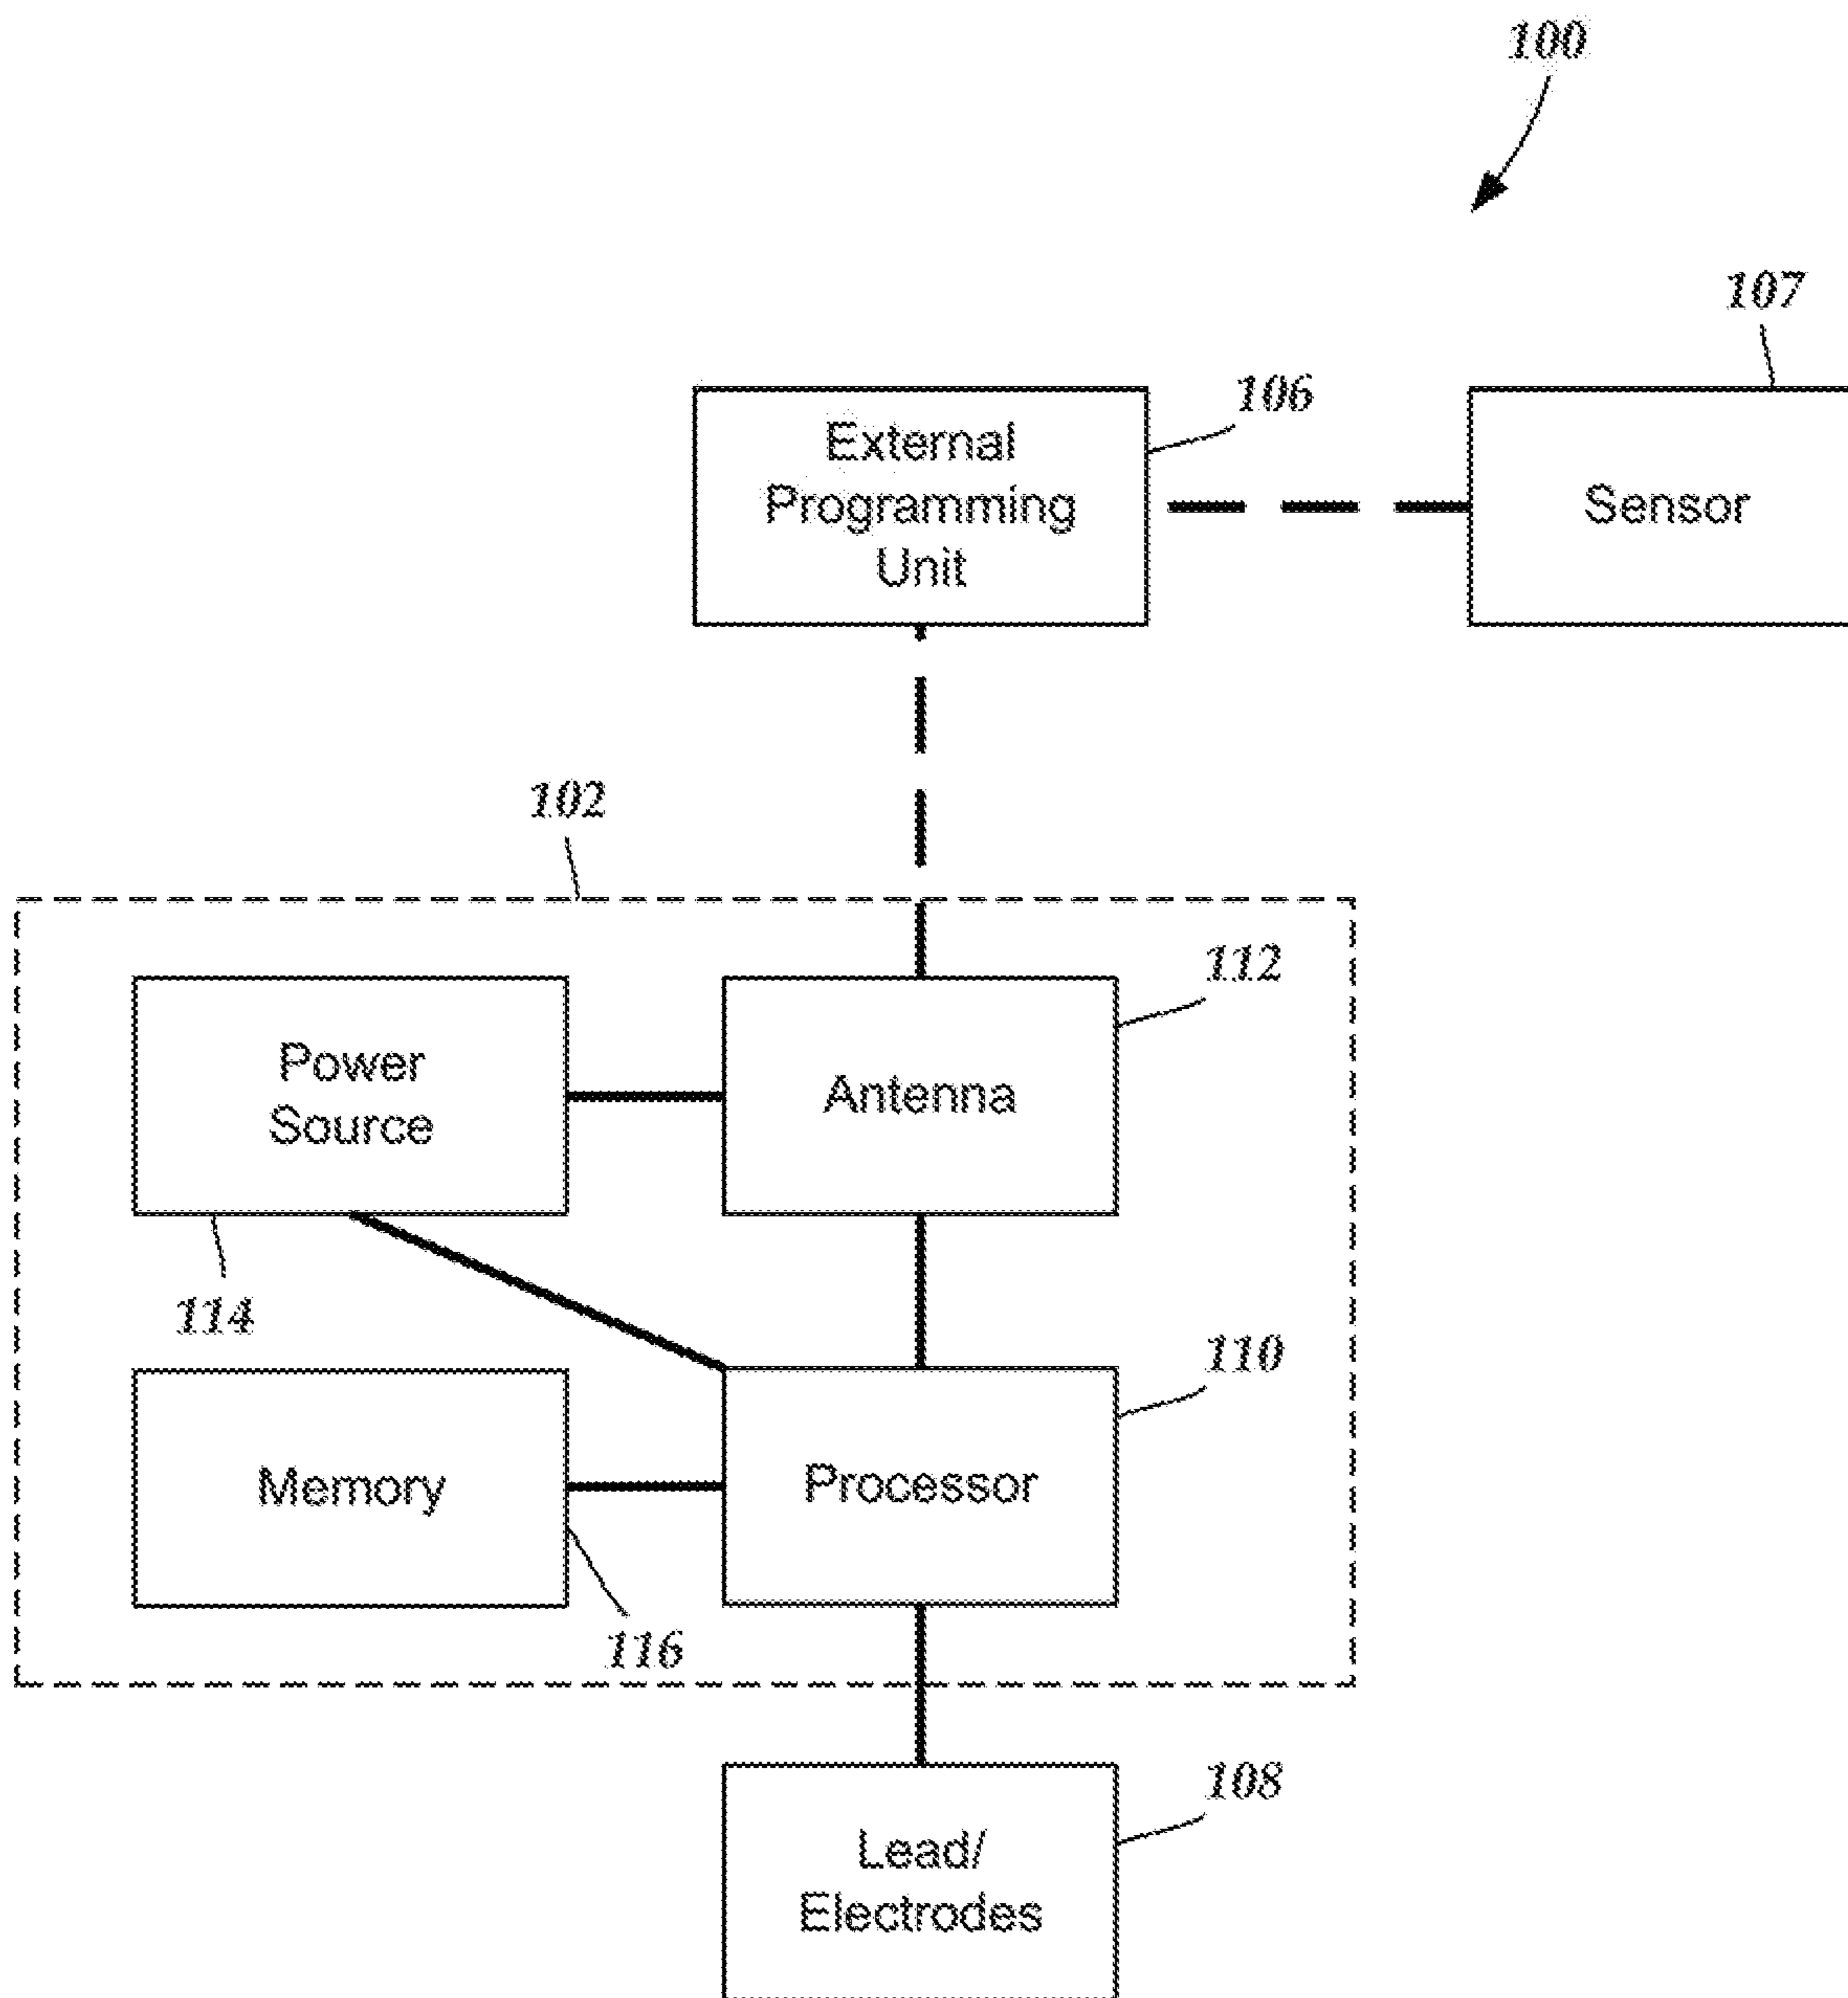 100
107
106
External
Programming
Unit
Sensor
102
112
Power
Source
Antenna
114
110
Memory
Processor
116
108
Lead/
Electrodes